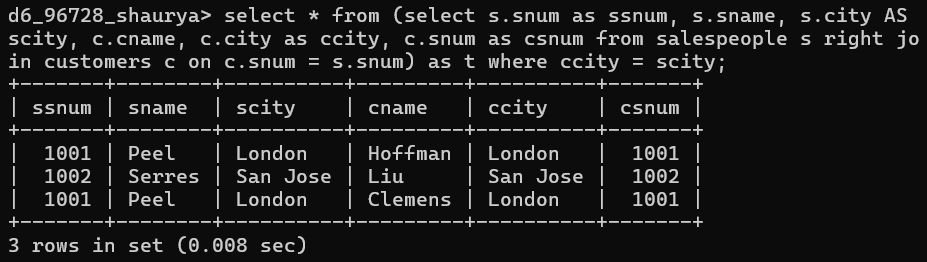 d6_96728_shaurya> select * from (select s.snum as ssnum, s.sname, s.city AS
scity, c.cname, c.city as ccity, c.snum as csnum from salespeople s right jo
in customers c on c.snum = s.snum) as t where ccity = scity;
+-------+--------+----------+---------+----------+-------+
| ssnum | sname  | scity    | cname   | ccity    | csnum |
+-------+--------+----------+---------+----------+-------+
|  1001 | Peel   | London   | Hoffman | London   |  1001 |
|  1002 | Serres | San Jose | Liu     | San Jose |  1002 |
|  1001 | Peel   | London   | Clemens | London   |  1001 |
+-------+--------+----------+---------+----------+-------+
3 rows in set (0.008 sec)